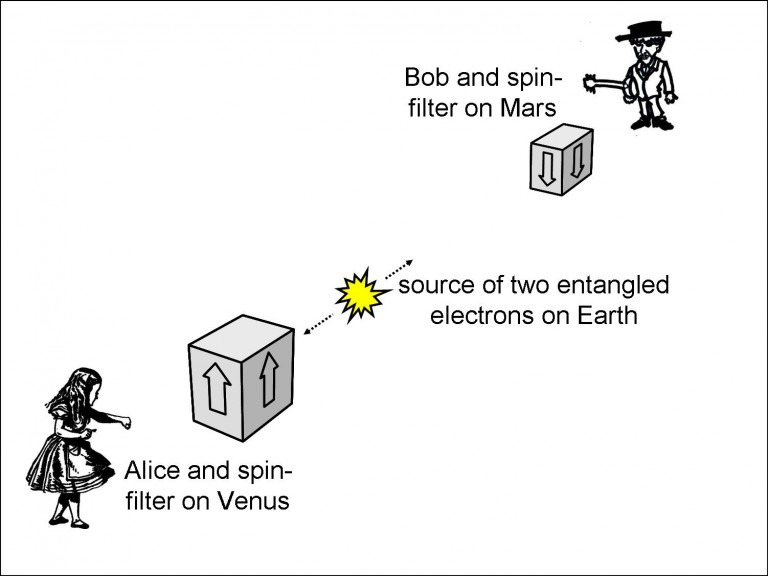 Bob and spin-
filter on Mars
source of two entangled
electrons on Earth
Alice and spin-
filter on Venus